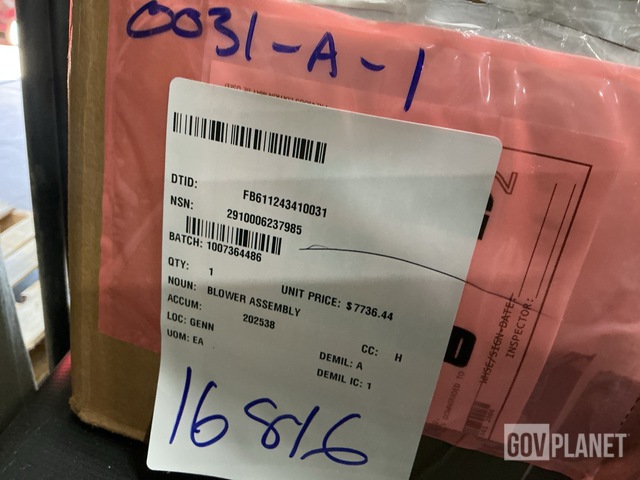 0031-A-1
DTID: FB611243410031
NSN: 2910006237985
BATCH: 1007364486
QTY: 1
UNIT PRICE: $7736.44
NOUN: BLOWER ASSEMBLY
ACCUM: 202538
LOC: GENN
CC: H
UOM: EA
DEMIL: A
DEMIL IC: 1
16816
INSPECTOR:
GOVPLANET